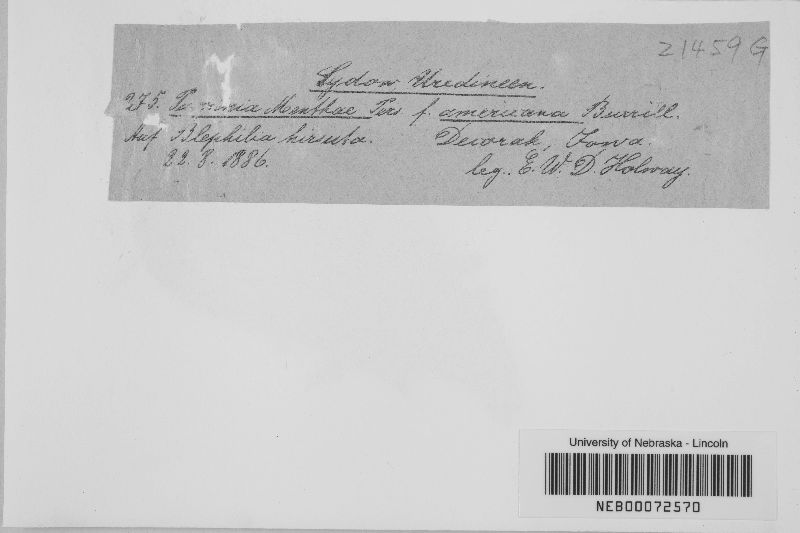 21459 G
Sydow Uredineen.
275. Puccinia Menthae Pers f. americana Burrill.
Auf Blephilia hirsuta. Decorah, Iowa.
22. 8. 1886. leg. E. W. D. Holway.
University of Nebraska - Lincoln
NEB00072570